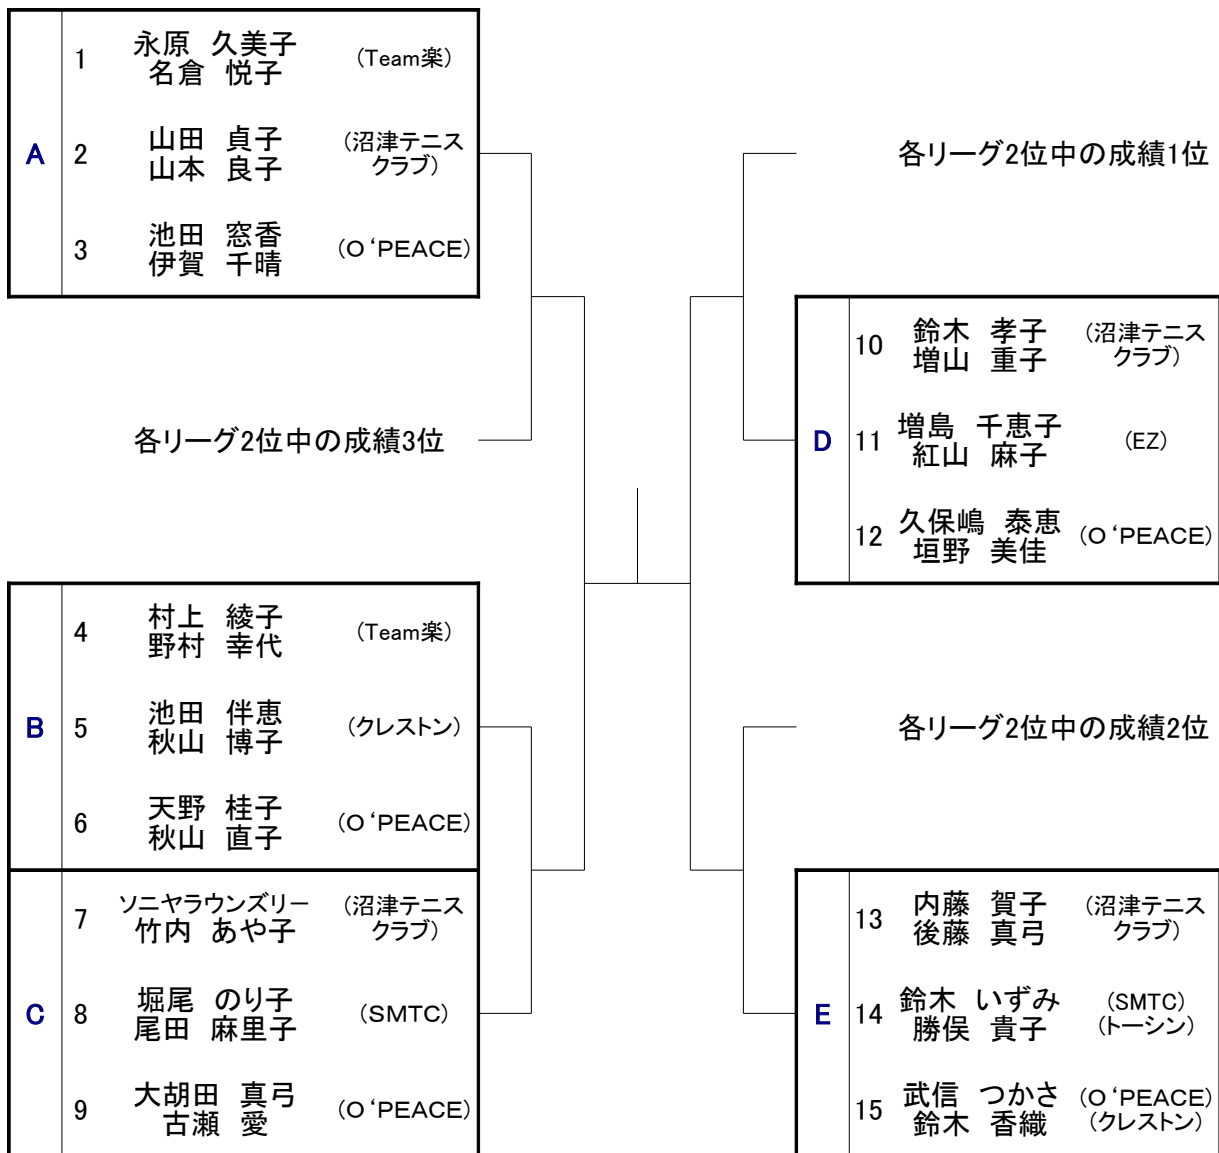 A
1
永原 久美子
名倉 悦子
(Team楽)
2
山田 貞子
山本 良子
(沼津テニス
クラブ)
3
池田 窓香
伊賀 千晴
(O‘PEACE)
各リーグ2位中の成績3位
B
4
村上 綾子
野村 幸代
(Team楽)
5
池田 伴恵
秋山 博子
(クレストン)
6
天野 桂子
秋山 直子
(O‘PEACE)
C
7
ソニヤラウンズリー
竹内 あや子
(沼津テニス
クラブ)
8
堀尾 のり子
尾田 麻里子
(SMTC)
9
大胡田 真弓
古瀬 愛
(O‘PEACE)
各リーグ2位中の成績1位
D
10
鈴木 孝子
増山 重子
(沼津テニス
クラブ)
11
増島 千恵子
紅山 麻子
(EZ)
12
久保嶋 泰恵
垣野 美佳
(O‘PEACE)
各リーグ2位中の成績2位
E
13
内藤 賀子
後藤 真弓
(沼津テニス
クラブ)
14
鈴木 いずみ
勝俣 貴子
(SMTC)
(トーシン)
15
武信 つかさ
鈴木 香織
(O‘PEACE)
(クレストン)